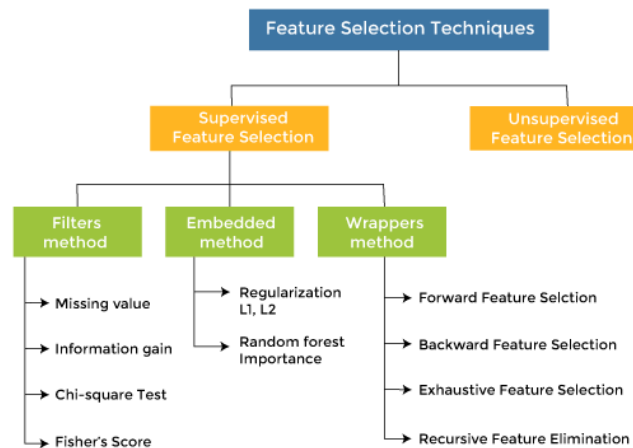 Feature Selection Techniques
Supervised
Feature Selection
Unsupervised
Feature Selection
Filters
method
Embedded
method
Wrappers
method
Missing value
Information gain
Chi-square Test
Fisher's Score
Regularization
L1, L2
Random forest
Importance
Forward Feature Selction
Backward Feature Selection
Exhaustive Feature Selection
Recursive Feature Elimination